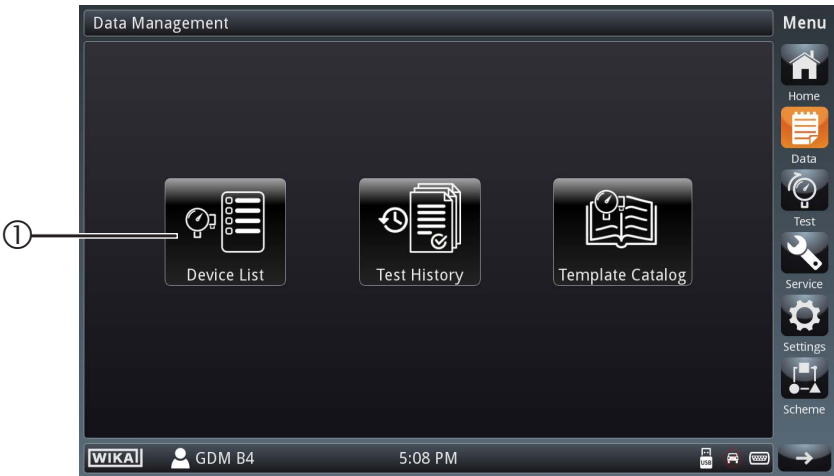 Data Management
Menu
Home
Data
Test
Service
Settings
Scheme
①
Device List
Test History
Template Catalog
WIKAI
GDM B4
5:08 PM
USB